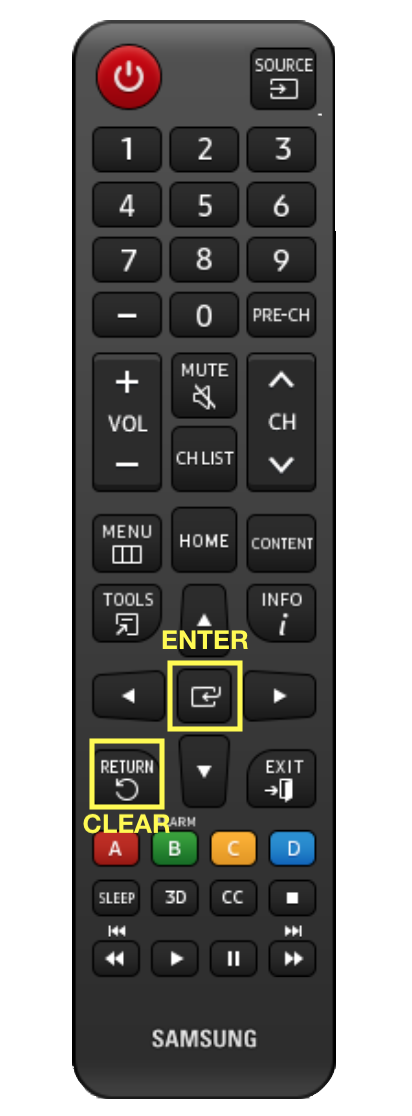 SOURCE
1 2 3
4 5 6
7 8 9
- 0 PRE-CH
+ MUTE
VOL CH
- CH LIST
MENU HOME CONTENT
TOOLS INFO
i
ENTER
RETURN EXIT
CLEAR ARM
A B C D
SLEEP 3D CC
SAMSUNG